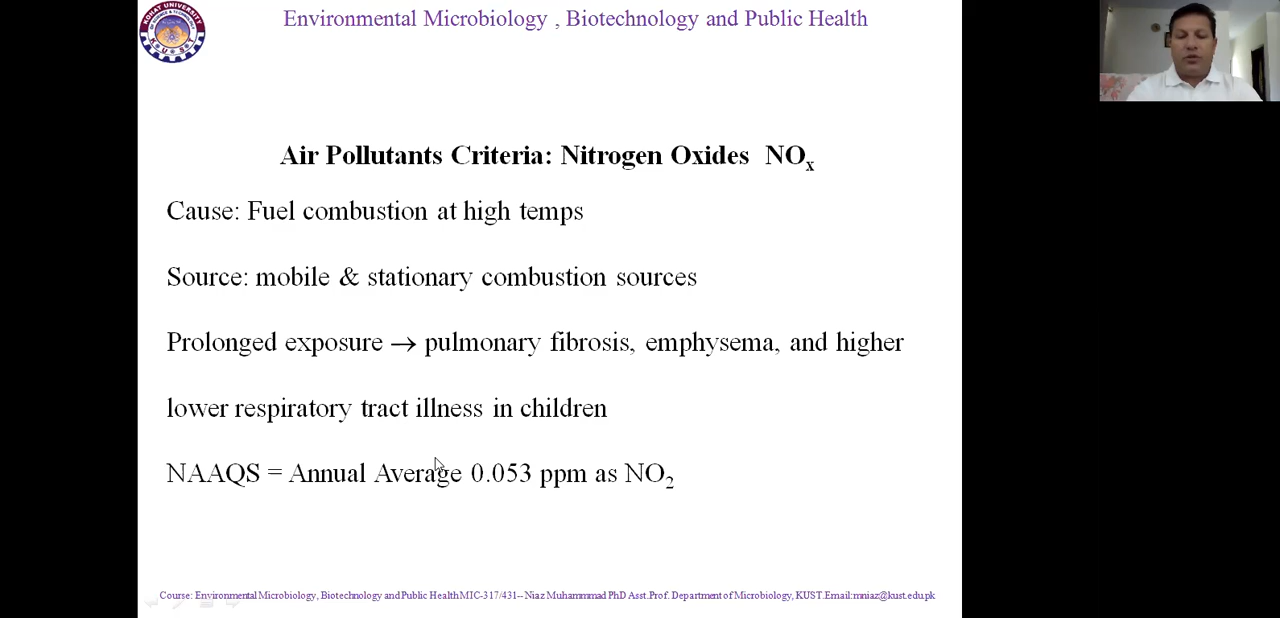 Environmental Microbiology , Biotechnology and Public Health
KOHAT UNIVERSITY
K U S T
Air Pollutants Criteria: Nitrogen Oxides NOx
Cause: Fuel combustion at high temps
Source: mobile & stationary combustion sources
Prolonged exposure → pulmonary fibrosis, emphysema, and higher
lower respiratory tract illness in children
NAAQS = Annual Average 0.053 ppm as NO2
Course: Environmental Microbiology, Biotechnology and Public Health MIC-317/431-- Niaz Muhammmad PhD Asst.Prof. Department of Microbiology, KUST.Email:mniaz@kust.edu.pk